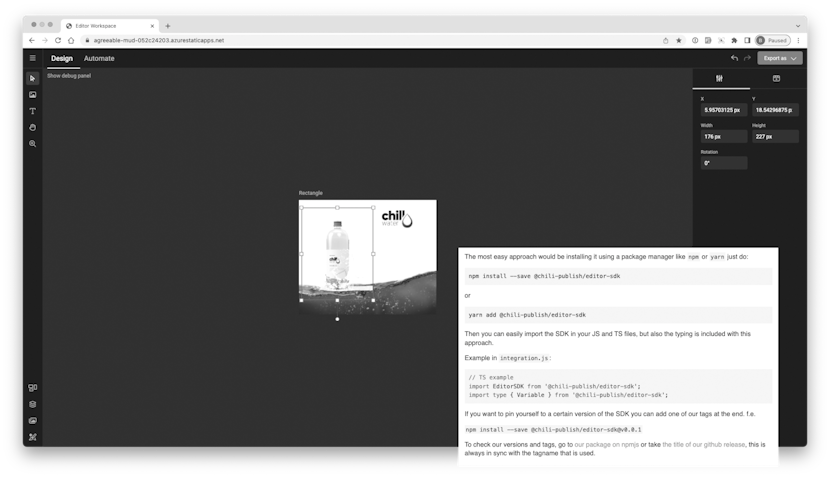 Editor Workspace
agreeable-mud-052c24203.azurestaticapps.net
Paused
Design
Automate
Export as
Show debug panel
X
Y
5.95703125 px
18.54296875 p
Width
Height
176 px
227 px
Rotation
0°
Rectangle
chill
WATER
The most easy approach would be installing it using a package manager like npm or yarn just do:
npm install --save @chili-publish/editor-sdk
or
yarn add @chili-publish/editor-sdk
Then you can easily import the SDK in your JS and TS files, but also the typing is included with this
approach.
Example in integration.js:
// TS example
import EditorSDK from '@chili-publish/editor-sdk';
import type { Variable } from '@chili-publish/editor-sdk';
If you want to pin yourself to a certain version of the SDK you can add one of our tags at the end. f.e.
npm install --save @chili-publish/editor-sdk@v0.0.1
To check our versions and tags, go to our package on npmjs or take the title of our github release, this is
always in sync with the tagname that is used.